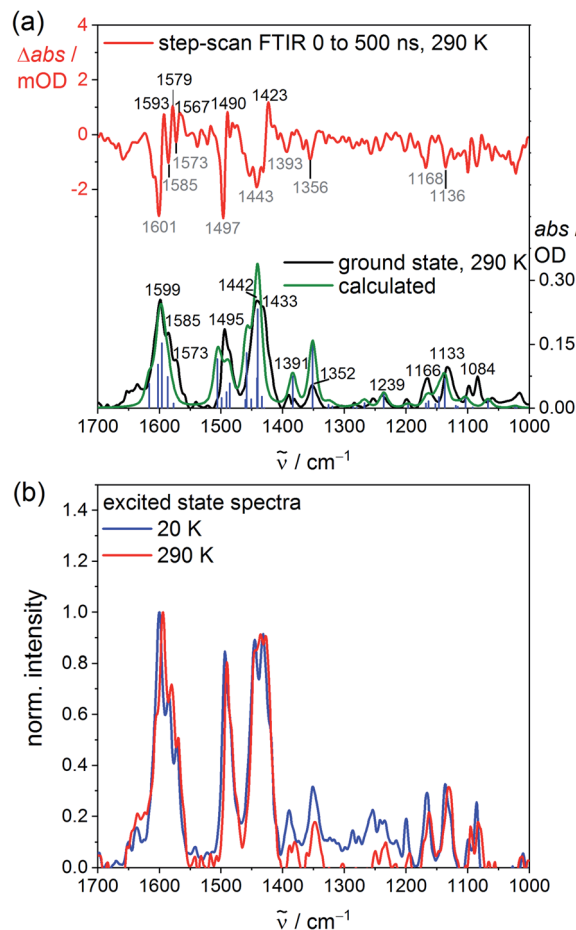 (a)
4
2
0
-2
Δabs /
mOD
step-scan FTIR 0 to 500 ns, 290 K
1579
1593
1567
1490
1423
1573
1585
1601
1497
1443
1393
1356
1168
1136
abs /
OD
0.30
0.15
0.00
ground state, 290 K
calculated
1599
1585
1573
1495
1442
1433
1391
1352
1239
1166
1133
1084
1700 1600 1500 1400 1300 1200 1100 1000
ν̃ / cm⁻¹
(b)
excited state spectra
20 K
290 K
1.4
1.2
1.0
0.8
0.6
0.4
0.2
0.0
norm. intensity
1700 1600 1500 1400 1300 1200 1100 1000
ν̃ / cm⁻¹